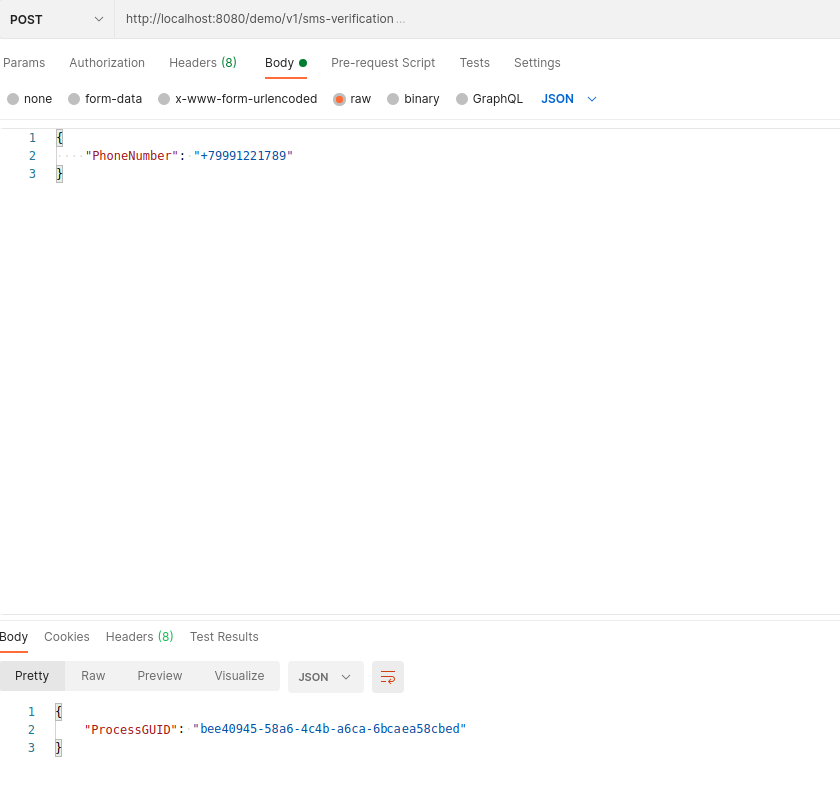 POST http://localhost:8080/demo/v1/sms-verification ...
Params Authorization Headers (8) Body Pre-request Script Tests Settings
none form-data x-www-form-urlencoded raw binary GraphQL JSON
1 {
2 ····"PhoneNumber":·"+79991221789"
3 }
Body Cookies Headers (8) Test Results
Pretty Raw Preview Visualize JSON
1 {
2 "ProcessGUID":·"bee40945-58a6-4c4b-a6ca-6bcaea58cbed"
3 }